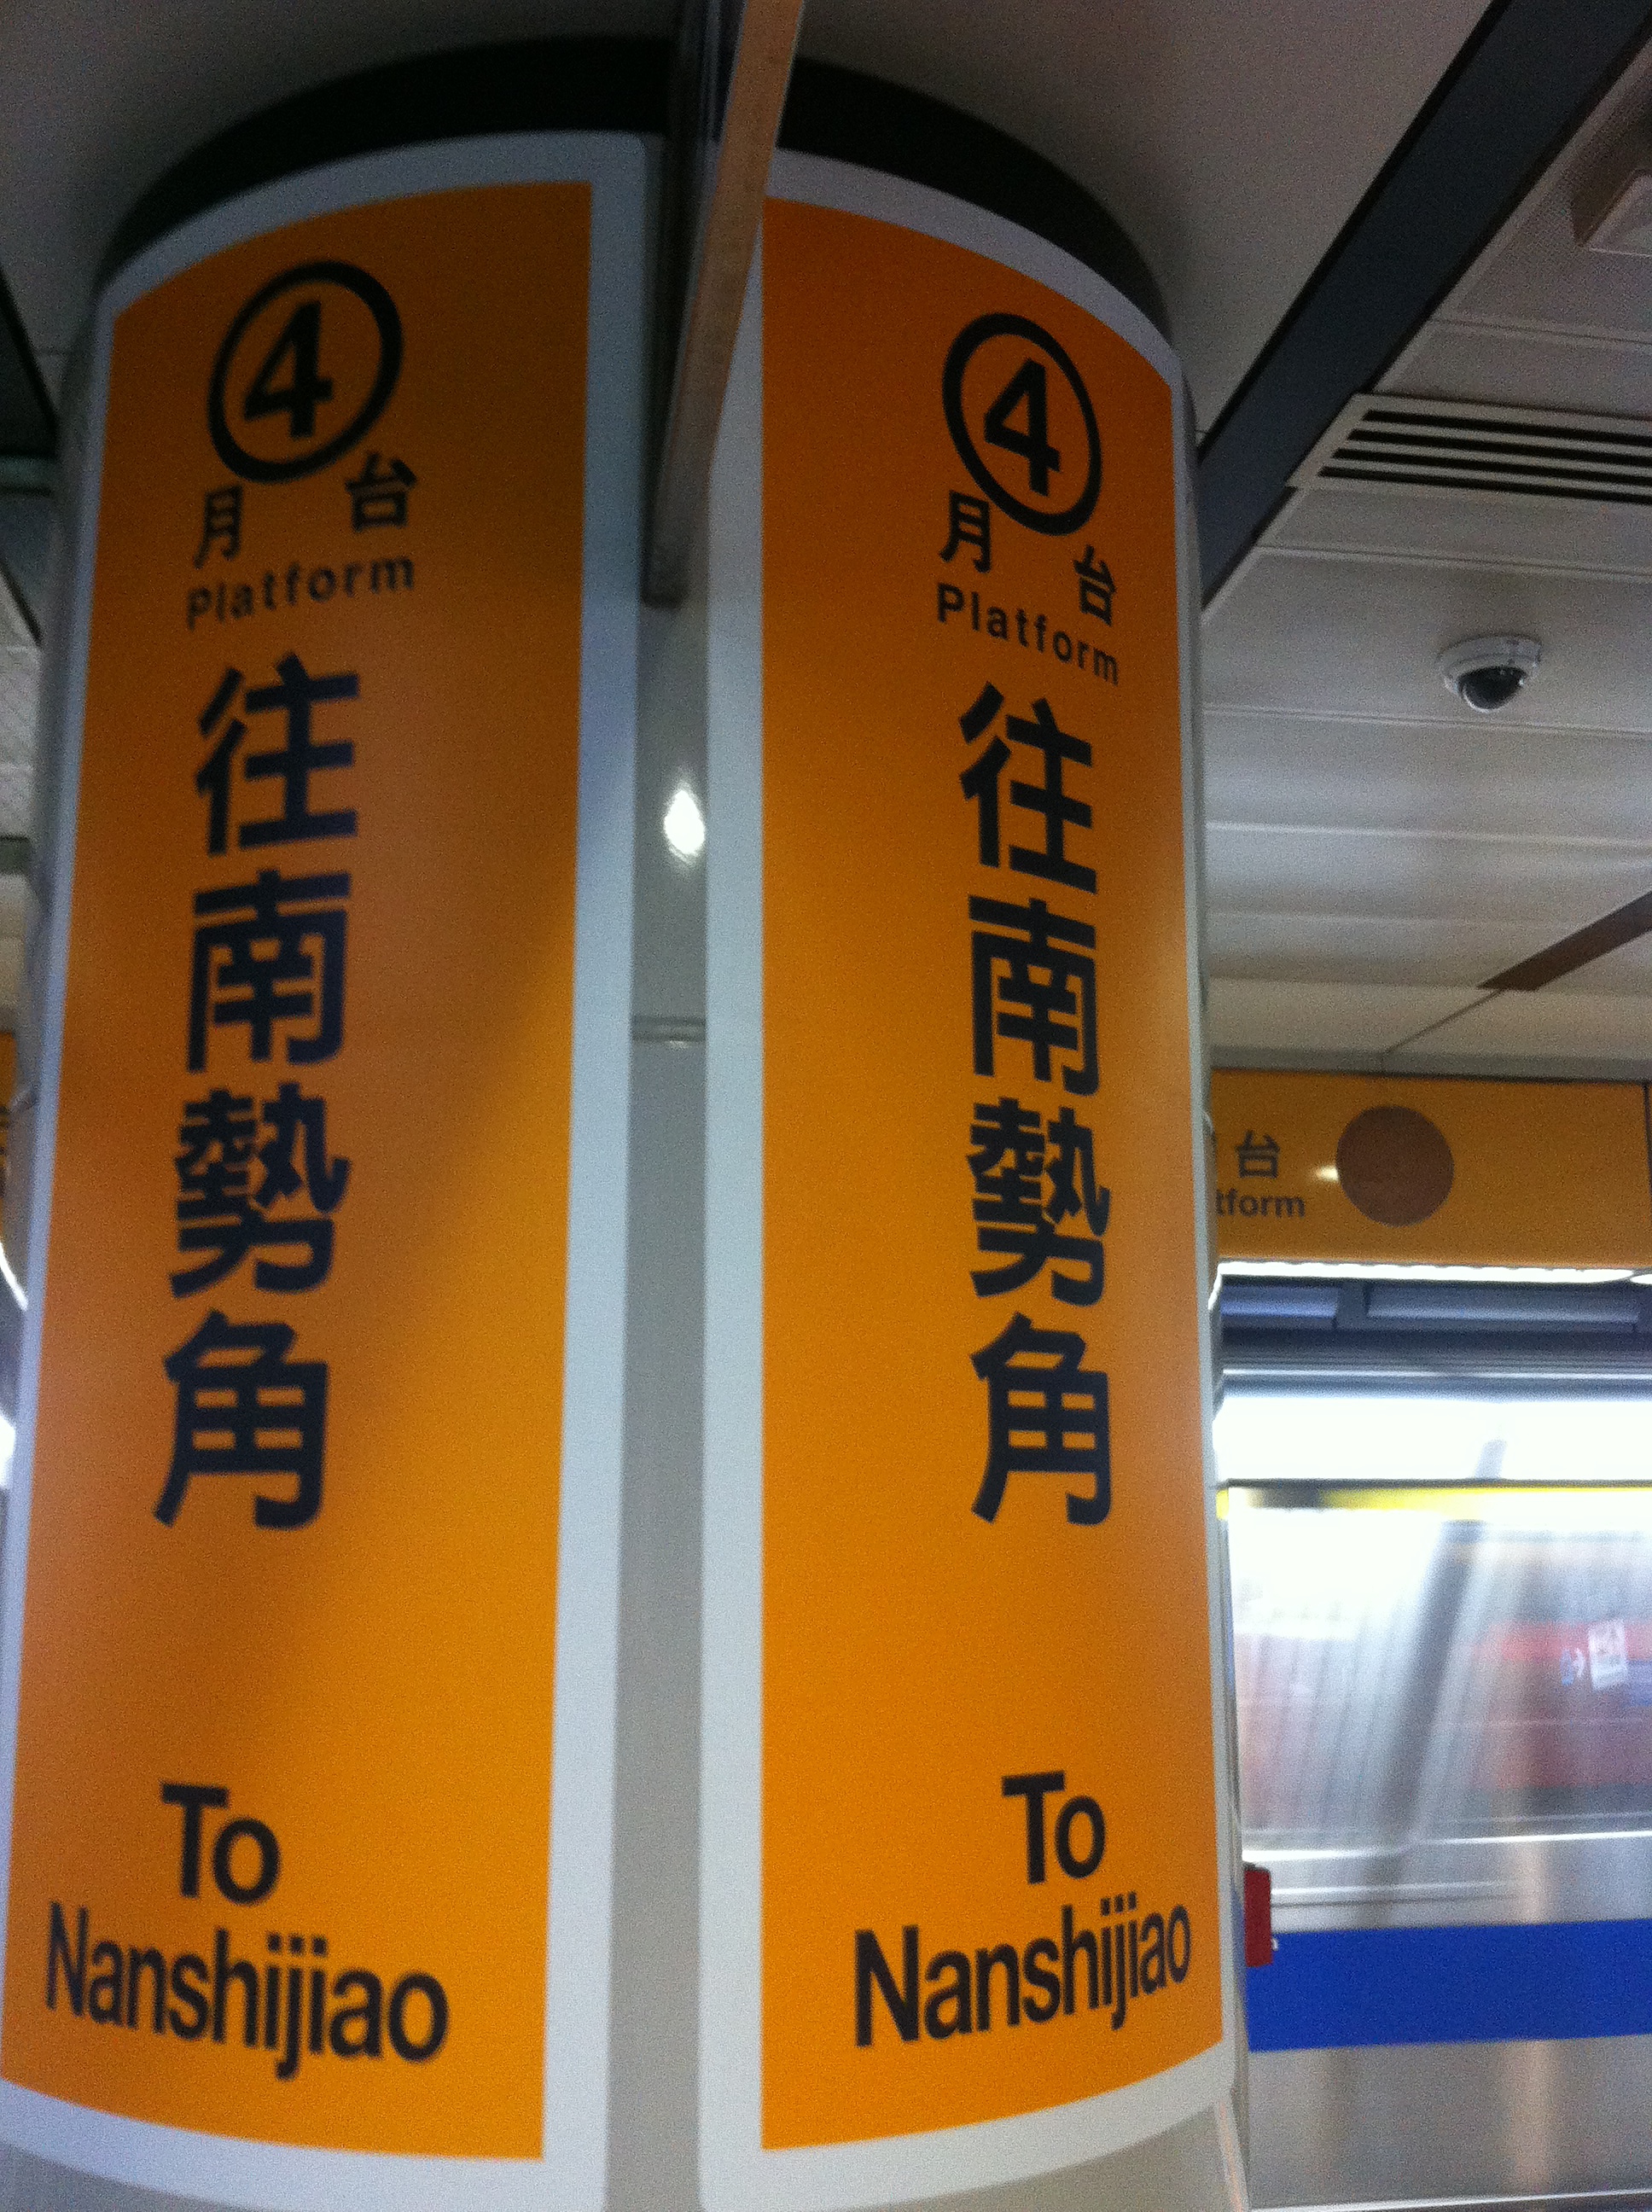 4
月 台
Platform
往南勢角
To
Nanshijiao
4
月 台
Platform
往南勢角
To
Nanshijiao
台
tform